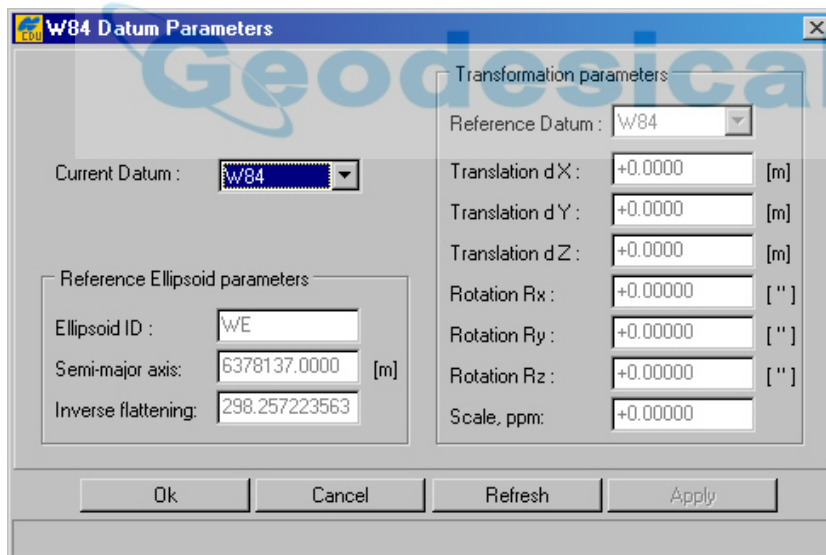 EDU W84 Datum Parameters
Geodesical
Current Datum : W84
Reference Ellipsoid parameters
Ellipsoid ID : WE
Semi-major axis: 6378137.0000 [m]
Inverse flattening: 298.257223563
Transformation parameters
Reference Datum : W84
Translation dX : +0.0000 [m]
Translation dY : +0.0000 [m]
Translation dZ : +0.0000 [m]
Rotation Rx : +0.00000 ["]
Rotation Ry : +0.00000 ["]
Rotation Rz : +0.00000 ["]
Scale, ppm: +0.00000
Ok Cancel Refresh Apply